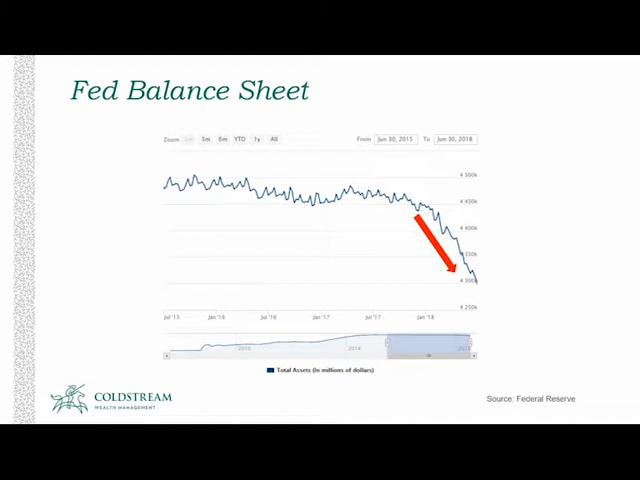 Fed Balance Sheet
Zoom 3m 6m YTD 1y All From Jun 30, 2015 To Jun 30, 2018
4 500k
4 450k
4 400k
4 350k
4 300k
4 250k
Jul '15 Jan '16 Jul '16 Jan '17 Jul '17 Jan '18
2010 2014
Total Assets (In millions of dollars)
COLDSTREAM
WEALTH MANAGEMENT
Source: Federal Reserve